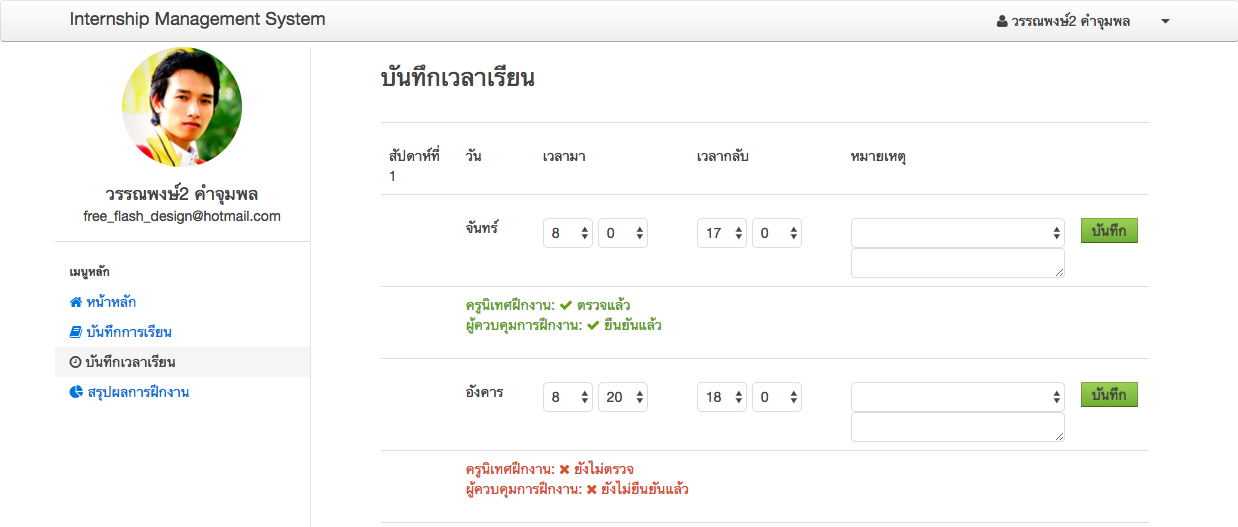 Internship Management System
วรรณพงษ์2 คำจุมพล
วรรณพงษ์2 คำจุมพล
free_flash_design@hotmail.com
เมนูหลัก
หน้าหลัก
บันทึกการเรียน
บันทึกเวลาเรียน
สรุปผลการฝึกงาน
บันทึกเวลาเรียน
สัปดาห์ที่ 1 วัน เวลามา เวลากลับ หมายเหตุ
จันทร์ 8 0 17 0 บันทึก
ครูนิเทศฝึกงาน: ตรวจแล้ว
ผู้ควบคุมการฝึกงาน: ยืนยันแล้ว
อังคาร 8 20 18 0 บันทึก
ครูนิเทศฝึกงาน: ยังไม่ตรวจ
ผู้ควบคุมการฝึกงาน: ยังไม่ยืนยันแล้ว